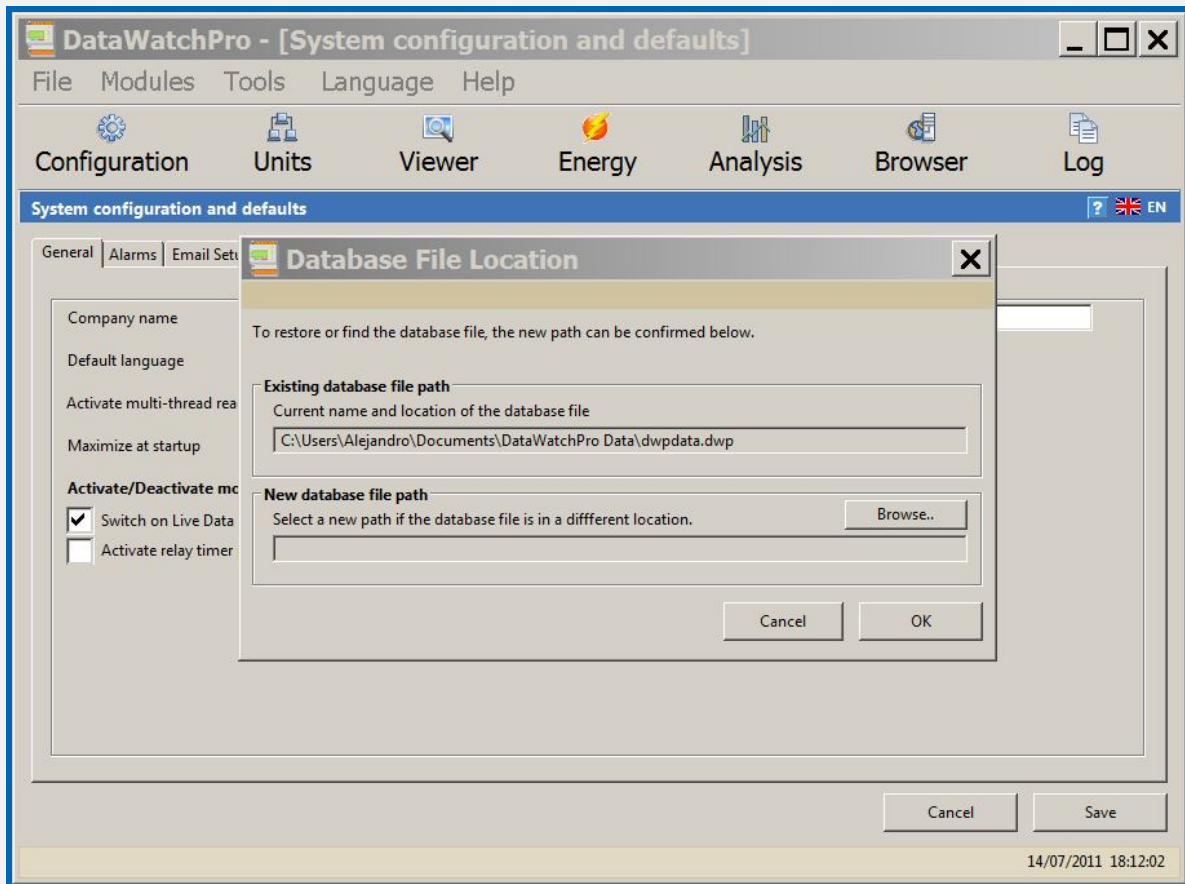 DataWatchPro - [System configuration and defaults]
File Modules Tools Language Help
Configuration Units Viewer Energy Analysis Browser Log
System configuration and defaults ? EN
General Alarms Email Setu
Database File Location
Company name
Default language
Activate multi-thread rea
Maximize at startup
Activate/Deactivate mo
Switch on Live Data
Activate relay timer
To restore or find the database file, the new path can be confirmed below.
Existing database file path
Current name and location of the database file
C:\Users\Alejandro\Documents\DataWatchPro Data\dwpdata.dwp
New database file path
Select a new path if the database file is in a diffferent location.
Browse..
Cancel OK
Cancel Save
14/07/2011 18:12:02